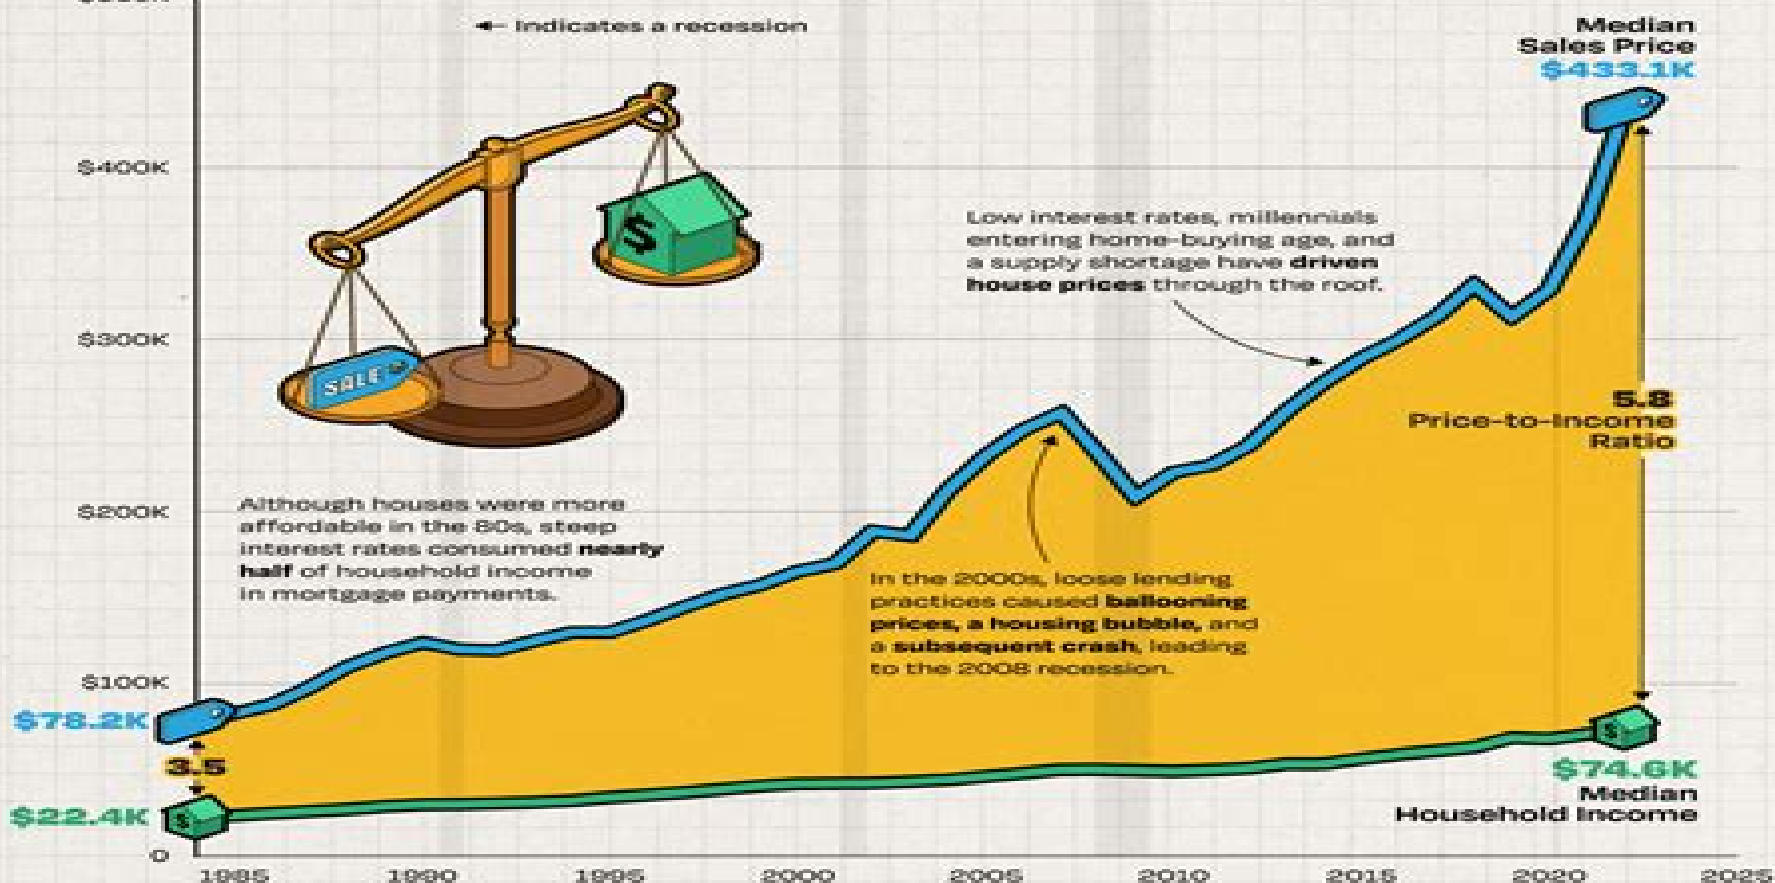 Indicates a recession
Median
Sales Price
$433.1K
$400K
$300K
$200K
$100K
$78.2K
3.5
$22.4K
0
SALE
$
Low interest rates, millennials
entering home-buying age, and
a supply shortage have driven
house prices through the roof.
5.8
Price-to-Income
Ratio
Although houses were more
affordable in the 80s, steep
interest rates consumed nearly
half of household income
in mortgage payments.
In the 2000s, loose lending
practices caused ballooning
prices, a housing bubble, and
a subsequent crash, leading
to the 2008 recession.
$
$
$74.6K
Median
Household Income
1985 1990 1995 2000 2005 2010 2015 2020 2025